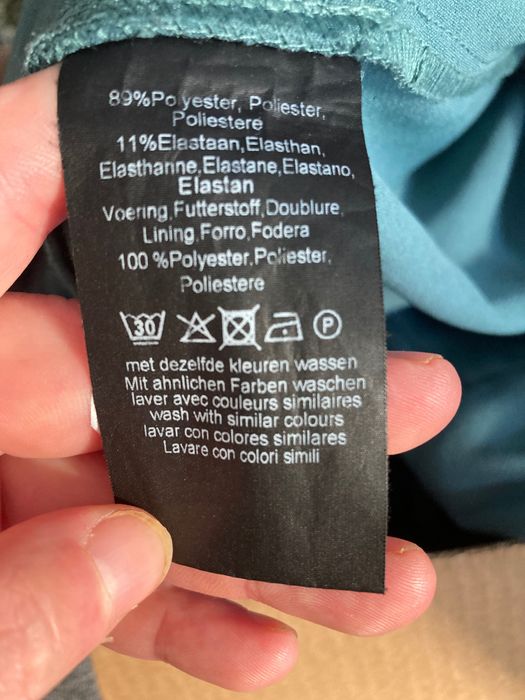 89%Polyester, Poliester,
Poliestere
11%Elastaan,Elasthan,
Elasthanne,Elastane,Elastano,
Elastan
Voering,Futterstoff,Doublure,
Lining,Forro,Fodera
100 %Polyester,Poliester,
Poliestere
30 P
met dezelfde kleuren wassen
Mit ahnlichen Farben waschen
laver avec couleurs similaires
wash with similar colours
lavar con colores similares
Lavare con colori simili